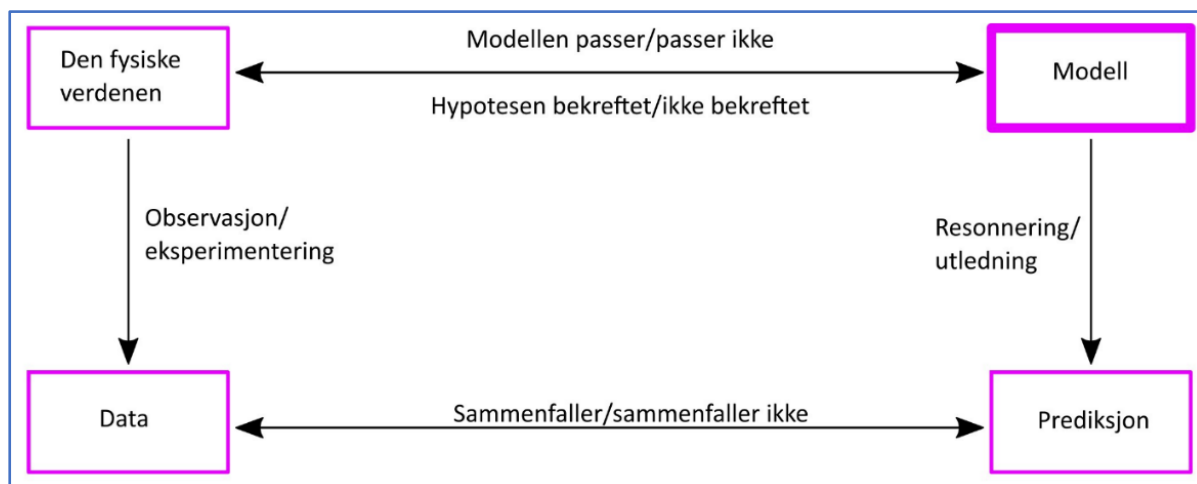 Den fysiske
verdenen
Modellen passer/passer ikke
Hypotesen bekreftet/ikke bekreftet
Modell
Observasjon/
eksperimentering
Resonnering/
utledning
Data
Sammenfaller/sammenfaller ikke
Prediksjon